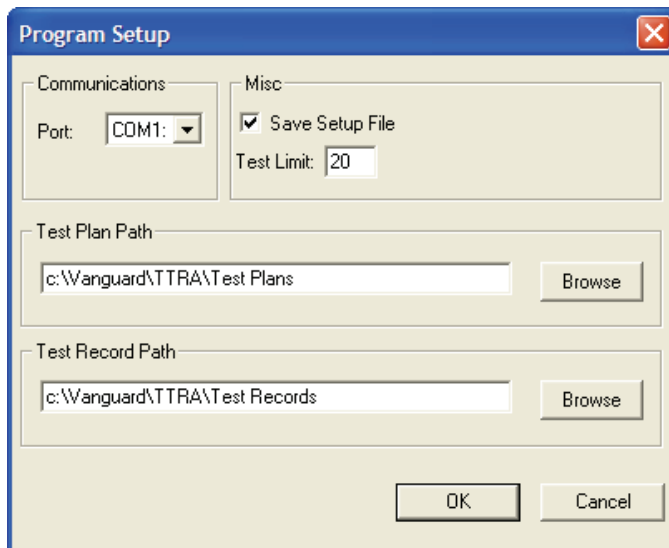 Program Setup
Communications
Misc
Port: COM1:
Save Setup File
Test Limit: 20
Test Plan Path
c:\Vanguard\TTRA\Test Plans
Browse
Test Record Path
c:\Vanguard\TTRA\Test Records
Browse
OK
Cancel